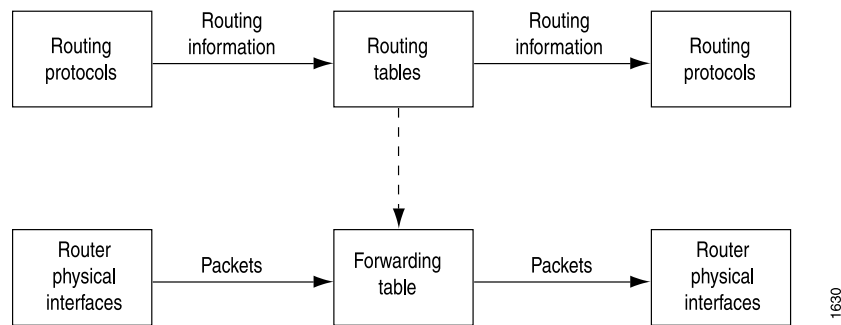 Routing
protocols
Routing
information
Routing
tables
Routing
information
Routing
protocols
Router
physical
interfaces
Packets
Forwarding
table
Packets
Router
physical
interfaces
1630